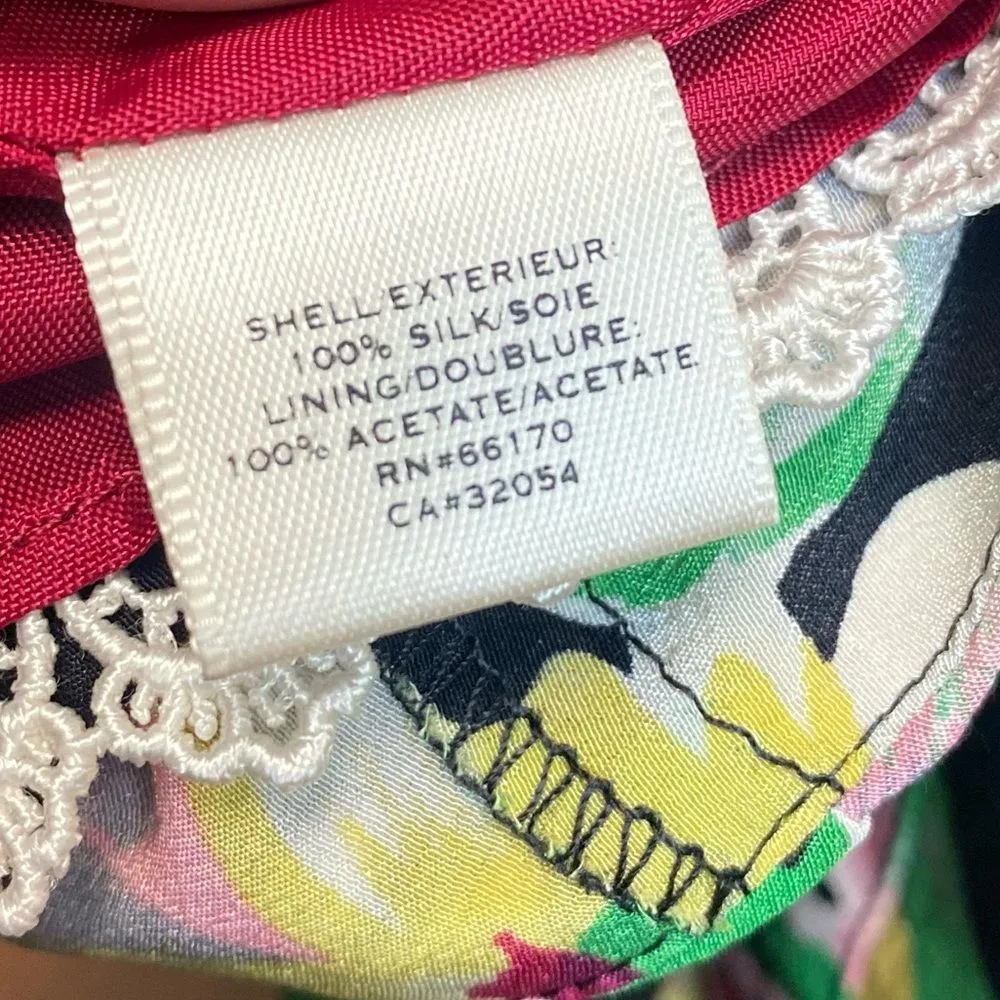 SHELL/EXTERIEUR:
100% SILK/SOIE
LINING/DOUBLURE:
100% ACETATE/ACETATE
RN#66170
CA#32054